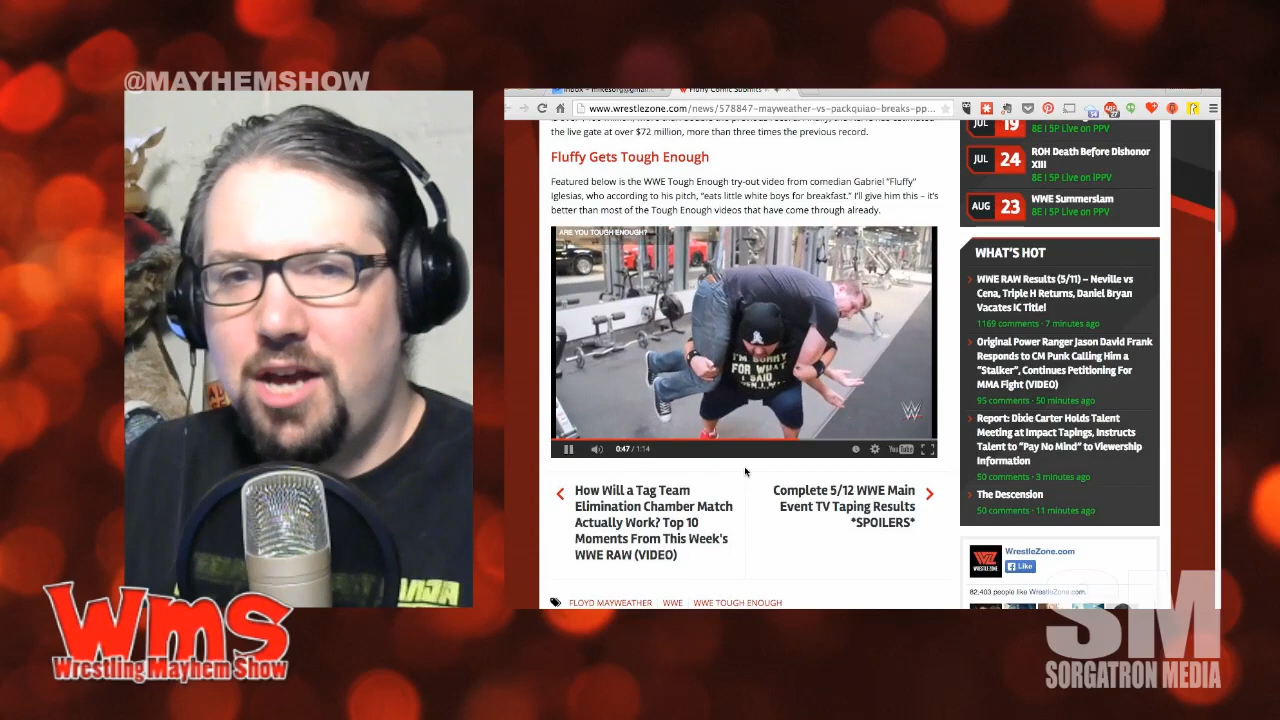 @MAYHEMSHOW
Inbox - mikesorg@gmai
Fluffy Comic Submits
www.wrestlezone.com/news/578847-mayweather-vs-packquiao-breaks-pp...
the live gate at over $72 million, more than three times the previous record.
Fluffy Gets Tough Enough
Featured below is the WWE Tough Enough try-out video from comedian Gabriel "Fluffy"
Iglesias, who according to his pitch, "eats little white boys for breakfast." I'll give him this – it's
better than most of the Tough Enough videos that have come through already.
ARE YOU TOUGH ENOUGH?
I'M SORRY
FOR WHAT
I SAID
W
0:47 / 1:14
YouTube
How Will a Tag Team
Elimination Chamber Match
Actually Work? Top 10
Moments From This Week's
WWE RAW (VIDEO)
Complete 5/12 WWE Main
Event TV Taping Results
*SPOILERS*
FLOYD MAYWEATHER
WWE
WWE TOUGH ENOUGH
JUL 19
8E | 5P Live on PPV
JUL 24
ROH Death Before Dishonor
XIII
8E | 5P Live on iPPV
AUG 23
WWE Summerslam
8E | 5P Live on PPV
WHAT'S HOT
WWE RAW Results (5/11) – Neville vs
Cena, Triple H Returns, Daniel Bryan
Vacates IC Title!
1169 comments · 7 minutes ago
Original Power Ranger Jason David Frank
Responds to CM Punk Calling Him a
"Stalker", Continues Petitioning For
MMA Fight (VIDEO)
95 comments · 50 minutes ago
Report: Dixie Carter Holds Talent
Meeting at Impact Tapings, Instructs
Talent to "Pay No Mind" to Viewership
Information
50 comments · 3 minutes ago
The Descension
50 comments · 11 minutes ago
WRESTLE ZONE
WrestleZone.com
Like
82,403 people like WrestleZone.com.
WMS
Wrestling Mayhem Show
SM
SORGATRON MEDIA